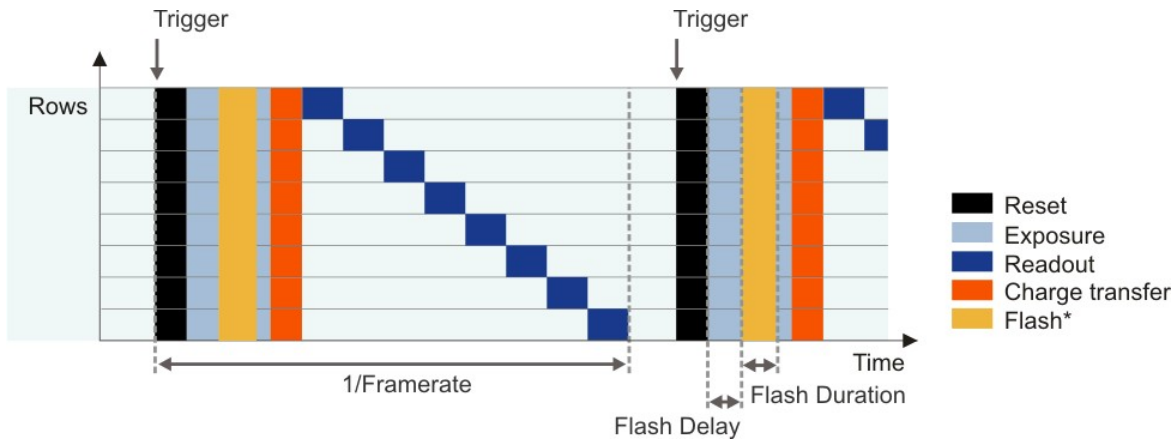 Trigger
Trigger
Rows
Reset
Exposure
Readout
Charge transfer
Flash*
Time
1/Framerate
Flash Duration
Flash Delay